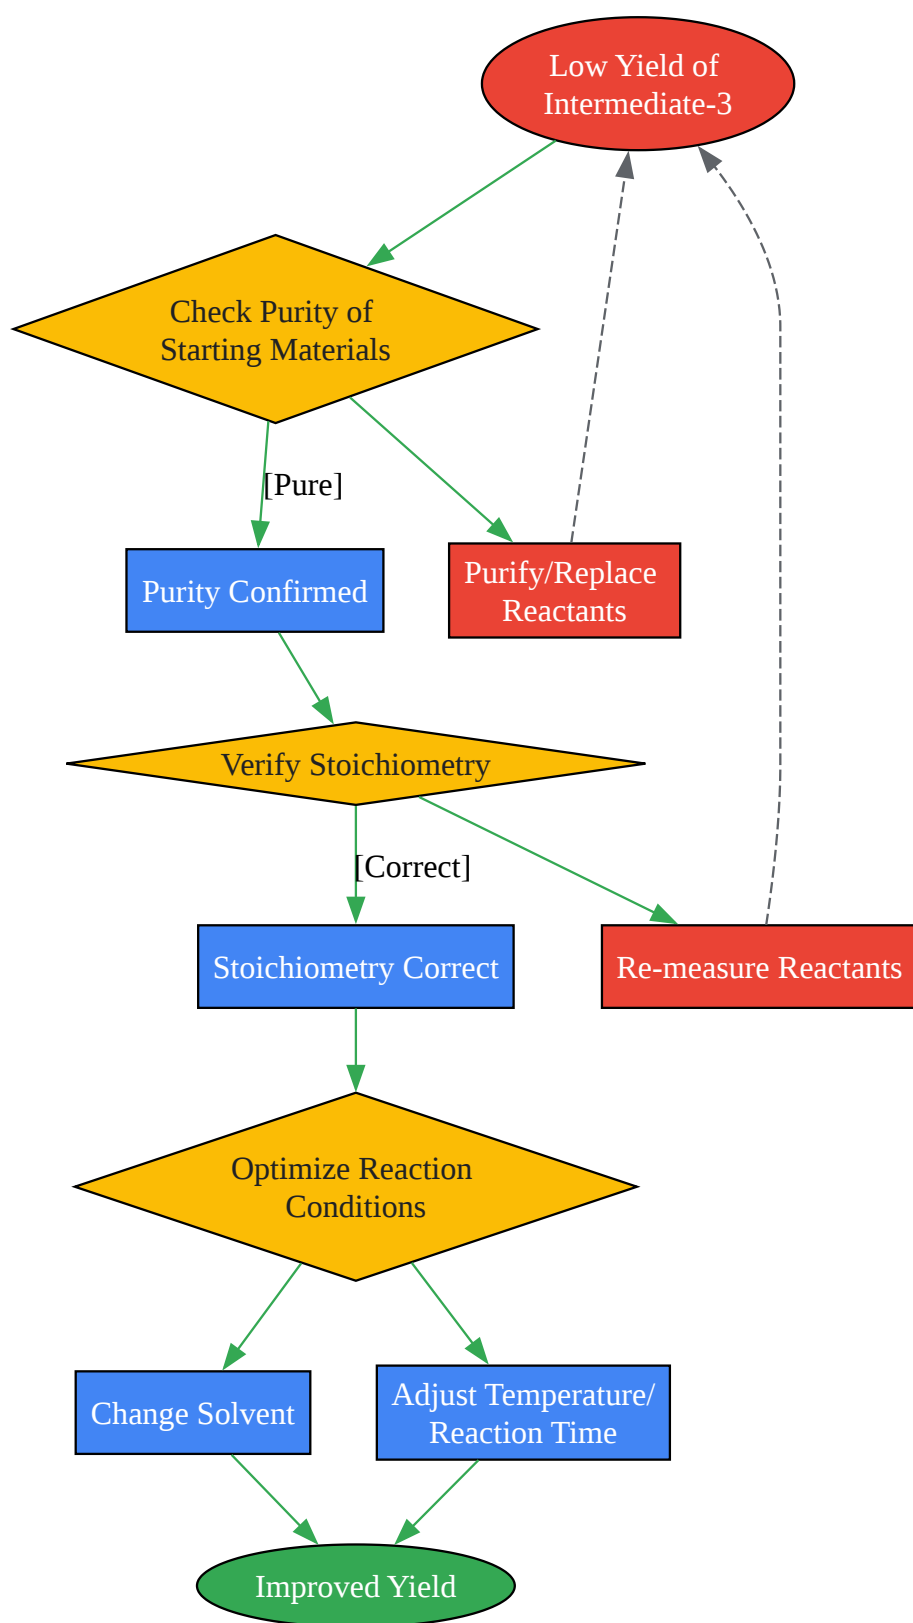 Low Yield of
Intermediate-3
Check Purity of
Starting Materials
[Pure]
Purity Confirmed
Purify/Replace
Reactants
Verify Stoichiometry
[Correct]
Stoichiometry Correct
Re-measure Reactants
Optimize Reaction
Conditions
Change Solvent
Adjust Temperature/
Reaction Time
Improved Yield